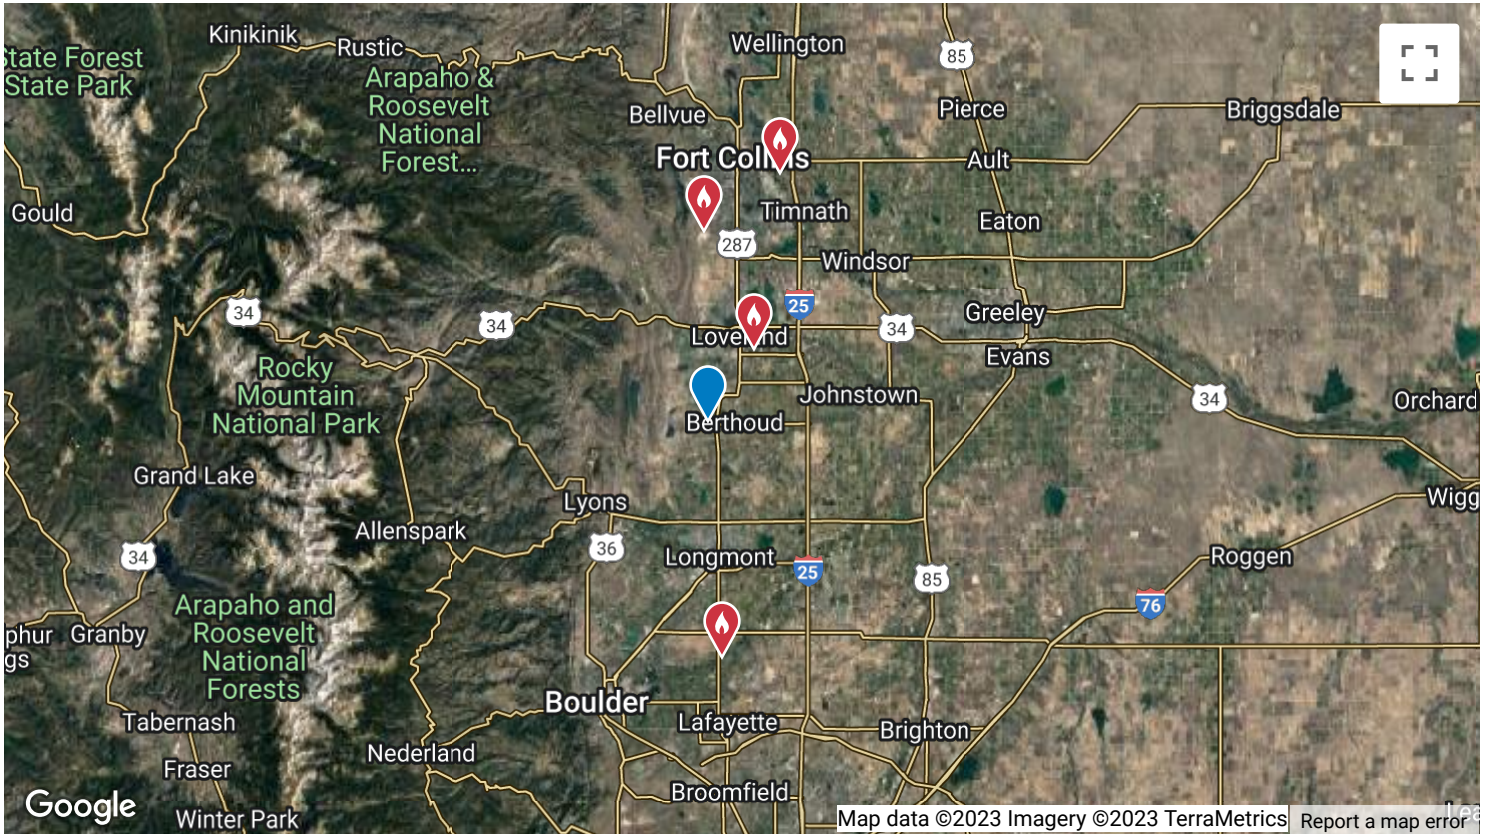 Kinikinik
Rustic
Wellington
85
State Forest
State Park
Arapaho &
Roosevelt
National
Forest...
Bellvue
Pierce
Briggsdale
Fort Collins
Ault
Gould
Timnath
Eaton
287
Windsor
34
34
25
34
Greeley
Loveland
Evans
Rocky
Mountain
National Park
Johnstown
34
Orchard
Berthoud
Grand Lake
Lyons
Wigg
Allenspark
36
Longmont
25
85
Roggen
34
76
Arapaho and
Roosevelt
National
Forests
phur
gs
Granby
Boulder
Tabernash
Lafayette
Brighton
Nederland
Fraser
Broomfield
Google
Winter Park
Map data ©2023 Imagery ©2023 TerraMetrics
Report a map error